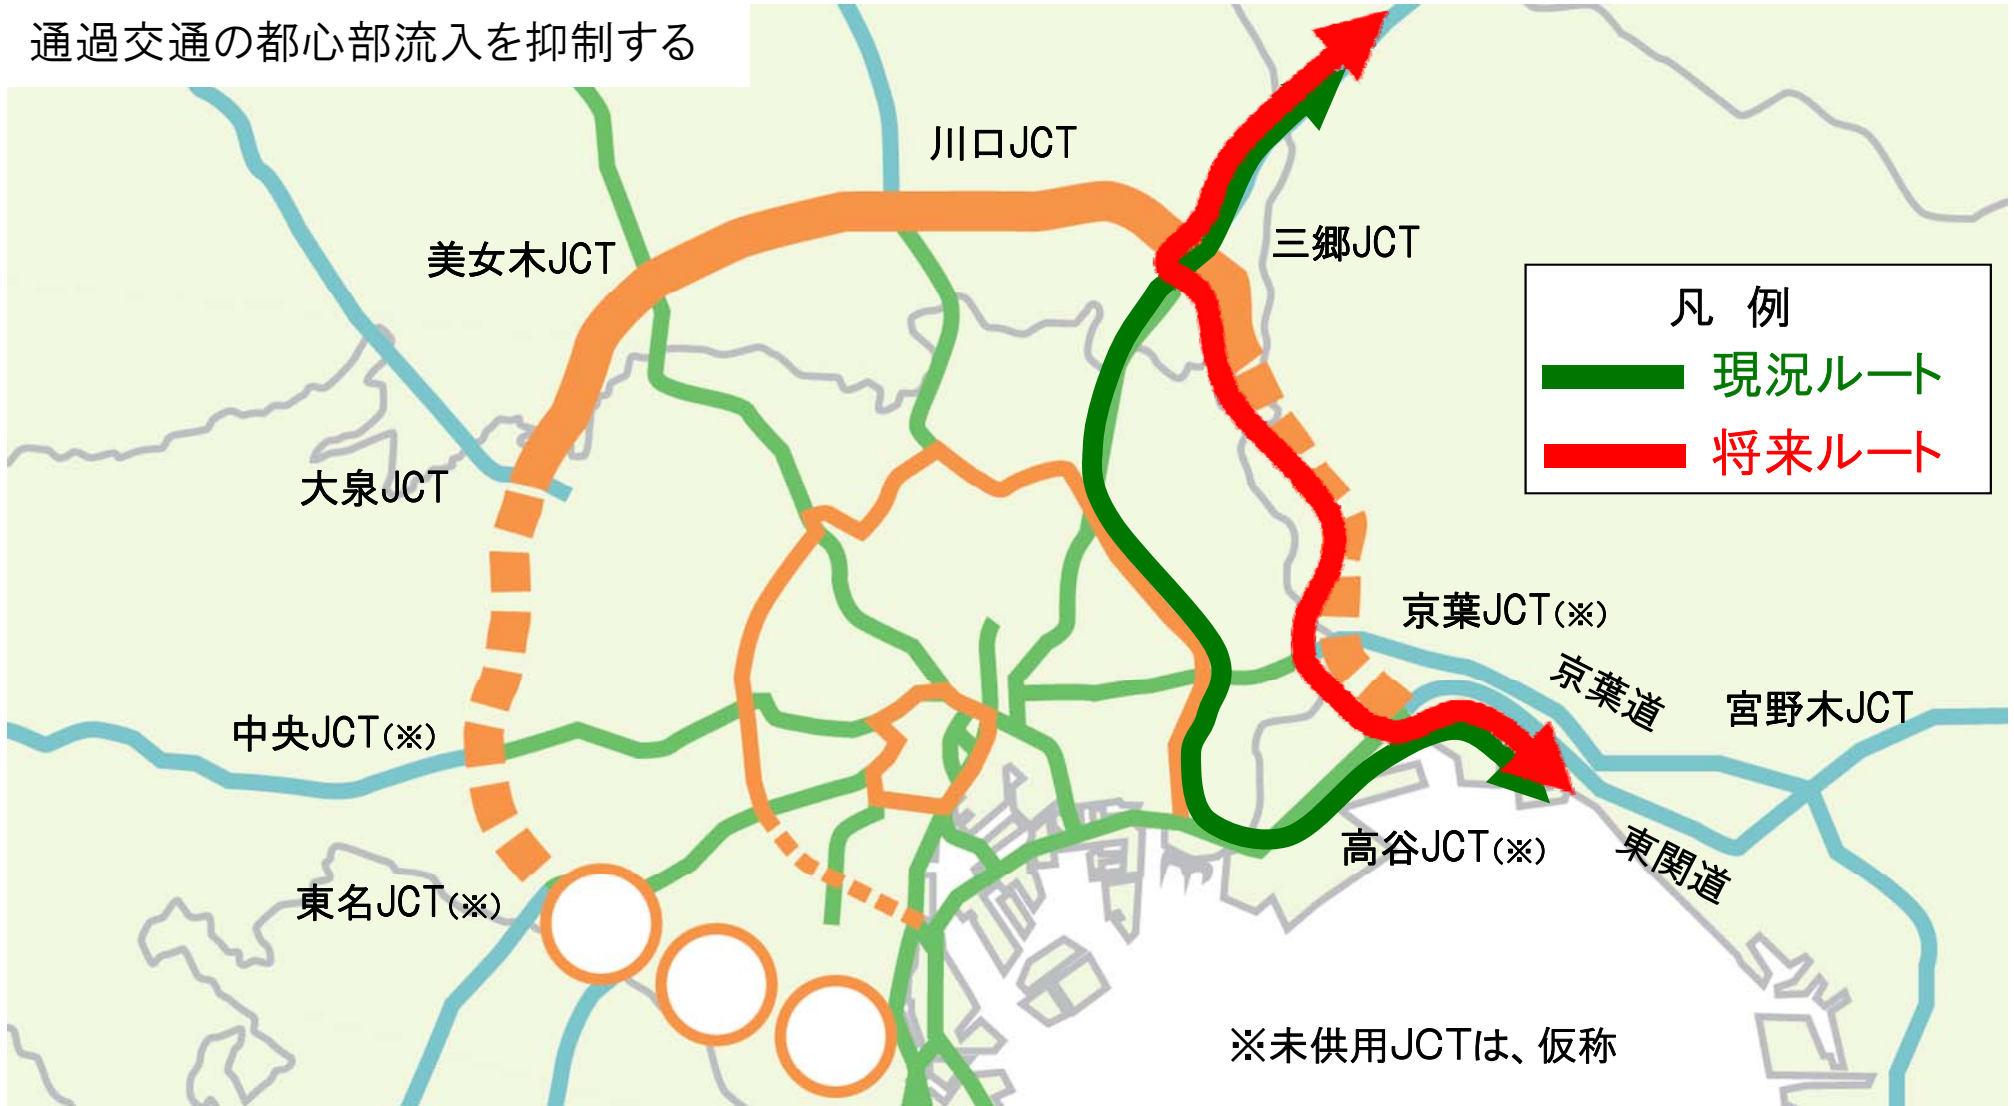 通過交通の都心部流入を抑制する
川口JCT
美女木JCT
三郷JCT
凡 例
現況ルート
将来ルート
大泉JCT
京葉JCT(※)
京葉道
宮野木JCT
中央JCT(※)
高谷JCT(※)
東関道
東名JCT(※)
※未供用JCTは、仮称